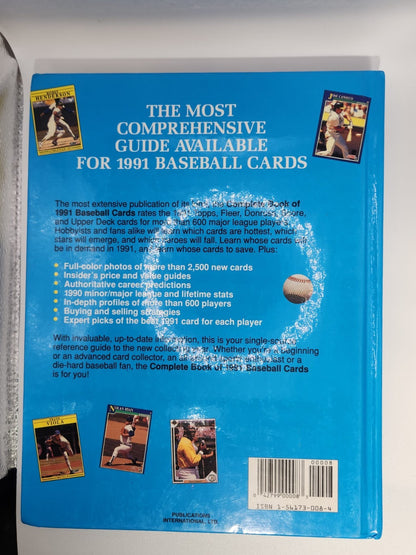 HENDERSON
JOSE CANSECO
THE MOST
COMPREHENSIVE
GUIDE AVAILABLE
FOR 1991 BASEBALL CARDS
The most extensive publication of its kind, the Complete Book of
1991 Baseball Cards rates the 1991 Topps, Fleer, Donruss, Score,
and Upper Deck cards for more than 600 major league players.
Hobbyists and fans alike will learn which cards are hottest, which
stars will emerge, and which heroes will fall. Learn whose cards will
be in demand in 1991, and whose cards to save. Plus:
• Full-color photos of more than 2,500 new cards
• Insider's price and value guides
• Authoritative career predictions
• 1990 minor/major league and lifetime stats
• In-depth profiles of more than 600 players
• Buying and selling strategies
• Expert picks of the best 1991 card for each player
With invaluable, up-to-date information, this is your single-source
reference guide to the new collecting year. Whether you're a beginning
or an advanced card collector, an enthusiast or a
die-hard baseball fan, the Complete Book of 1991 Baseball Cards
is for you!
VIOLA
NOLAN RYAN
PUBLICATIONS
INTERNATIONAL, LTD.
00008
ISBN 1-56173-006-4